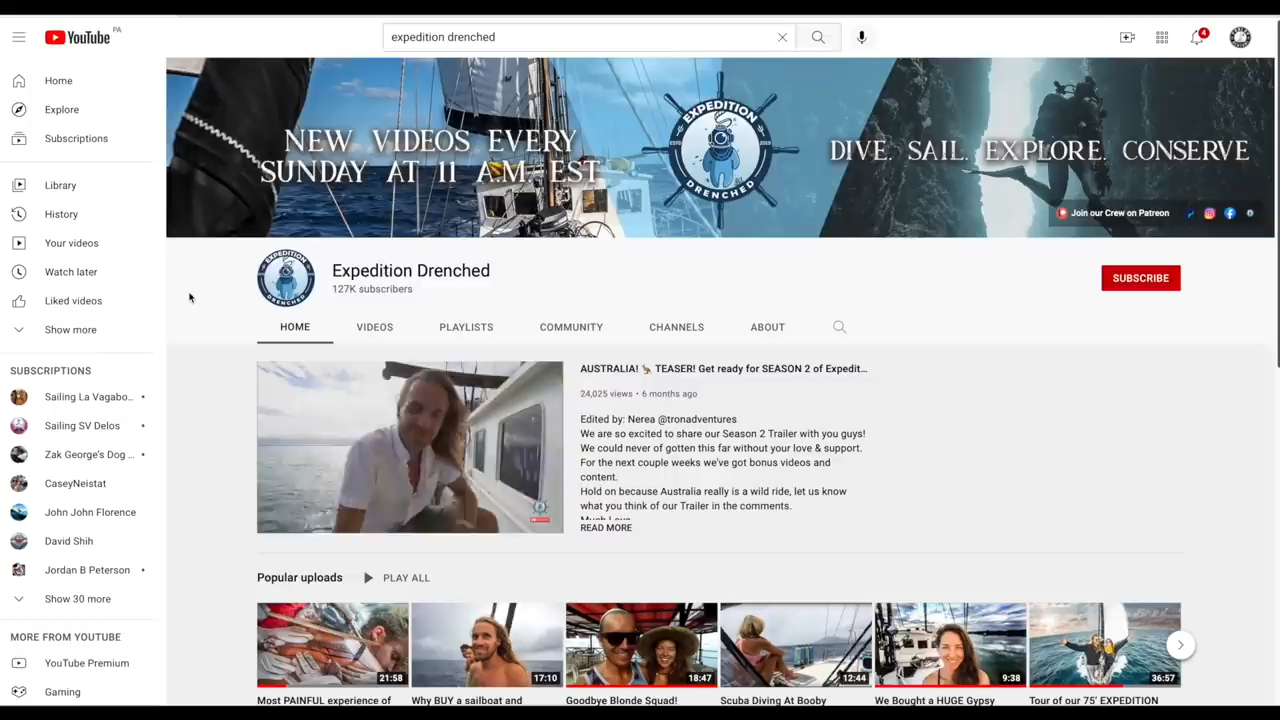 YouTube PA
expedition drenched
4
Home
Explore
Subscriptions
Library
History
Your videos
Watch later
Liked videos
Show more
SUBSCRIPTIONS
Sailing La Vagabo...
Sailing SV Delos
Zak George's Dog ...
CaseyNeistat
John John Florence
David Shih
Jordan B Peterson
Show 30 more
MORE FROM YOUTUBE
YouTube Premium
Gaming
NEW VIDEOS EVERY
SUNDAY AT 11 A.M. EST
EXPEDITION
ESTD 2019
DRENCHED
DIVE. SAIL. EXPLORE. CONSERVE
Join our Crew on Patreon
EXPEDITION
DRENCHED
Expedition Drenched
127K subscribers
SUBSCRIBE
HOME VIDEOS PLAYLISTS COMMUNITY CHANNELS ABOUT
AUSTRALIA! 🦘 TEASER! Get ready for SEASON 2 of Expedit...
24,025 views • 6 months ago
Edited by: Nerea @tronadventures
We are so excited to share our Season 2 Trailer with you guys!
We could never of gotten this far without your love & support.
For the next couple weeks we've got bonus videos and
content.
Hold on because Australia really is a wild ride, let us know
what you think of our Trailer in the comments.
Much Love
READ MORE
Popular uploads PLAY ALL
21:58 17:10 18:47 12:44 9:38 36:57
Most PAINFUL experience of
Why BUY a sailboat and
Goodbye Blonde Squad!
Scuba Diving At Booby
We Bought a HUGE Gypsy
Tour of our 75' EXPEDITION